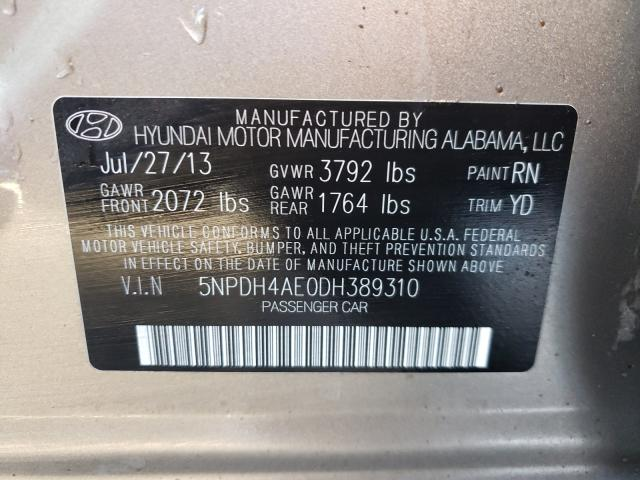 MANUFACTURED BY
HYUNDAI MOTOR MANUFACTURING ALABAMA, LLC
Jul/27/13 GVWR 3792 lbs PAINT RN
GAWR FRONT 2072 lbs GAWR REAR 1764 lbs TRIM YD
THIS VEHICLE CONFORMS TO ALL APPLICABLE U.S.A. FEDERAL
MOTOR VEHICLE SAFETY, BUMPER, AND THEFT PREVENTION STANDARDS
IN EFFECT ON THE DATE OF MANUFACTURE SHOWN ABOVE
V.I.N 5NPDH4AE0DH389310
PASSENGER CAR